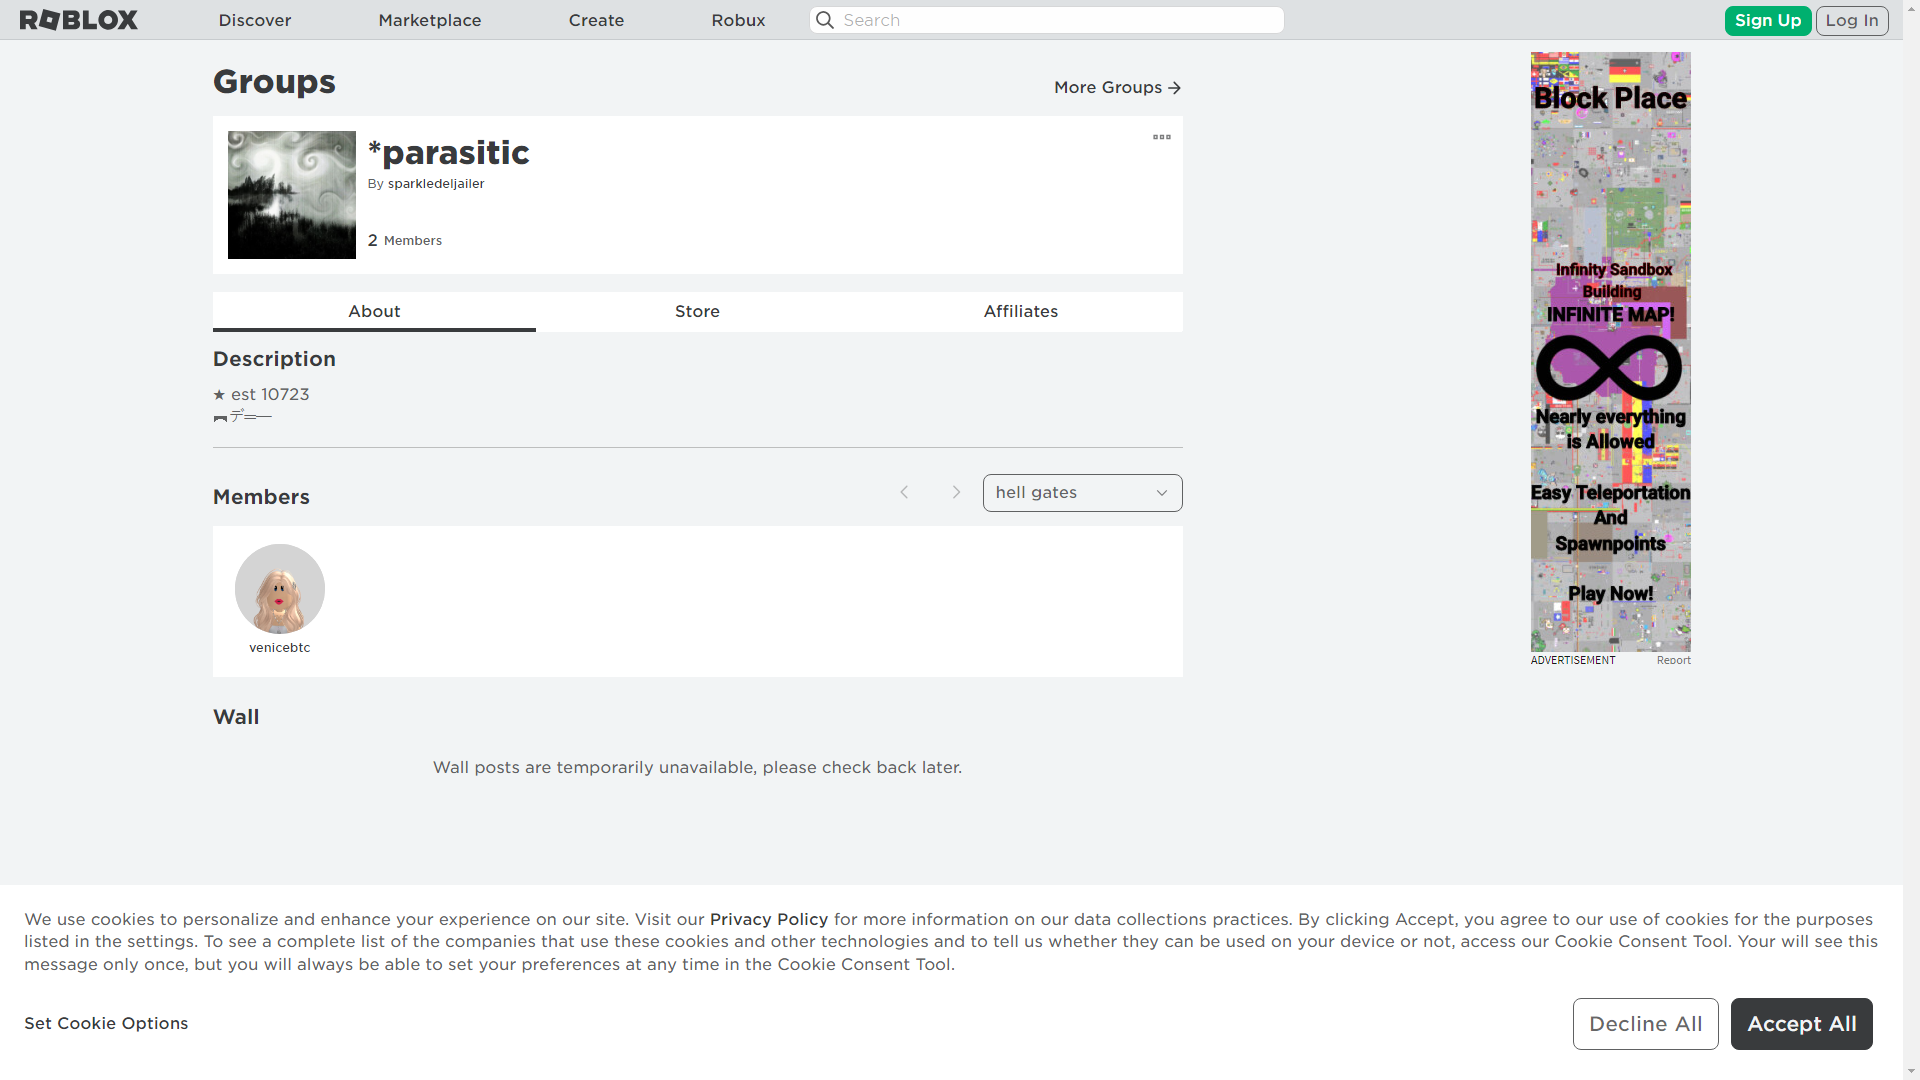 ROBLOX
Discover
Marketplace
Create
Robux
Search
Sign Up
Log In
Groups
More Groups
*parasitic
By sparkledeljailer
2 Members
About
Store
Affiliates
Description
★ est 10723
Members
hell gates
venicebtc
Wall
Wall posts are temporarily unavailable, please check back later.
Block Place
Infinity Sandbox
Building
INFINITE MAP!
Nearly everything
is Allowed
Easy Teleportation
And
Spawnpoints
Play Now!
ADVERTISEMENT
Report
We use cookies to personalize and enhance your experience on our site. Visit our Privacy Policy for more information on our data collections practices. By clicking Accept, you agree to our use of cookies for the purposes
listed in the settings. To see a complete list of the companies that use these cookies and other technologies and to tell us whether they can be used on your device or not, access our Cookie Consent Tool. Your will see this
message only once, but you will always be able to set your preferences at any time in the Cookie Consent Tool.
Set Cookie Options
Decline All
Accept All